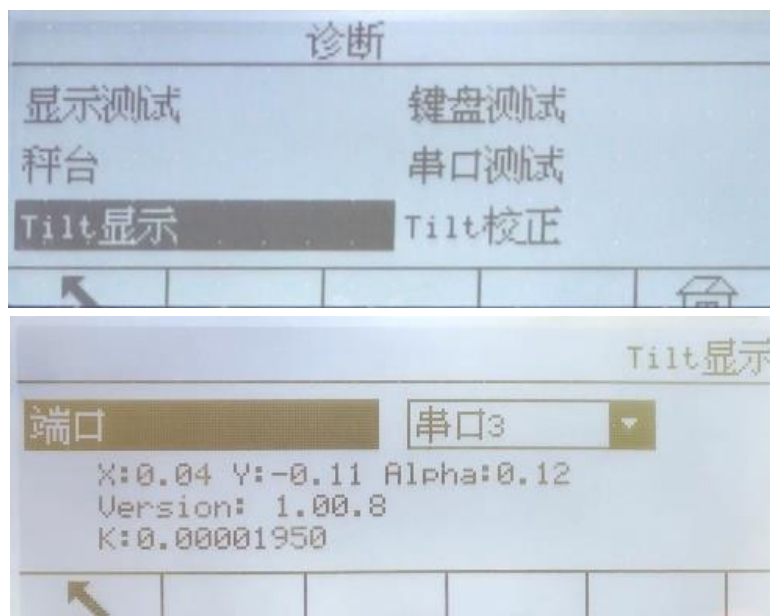 诊断
显示测试 键盘测试
秤台 串口测试
Tilt显示 Tilt校正
Tilt显示
端口 串口3
X:0.04 Y:-0.11 Alpha:0.12
Version: 1.00.8
K:0.00001950